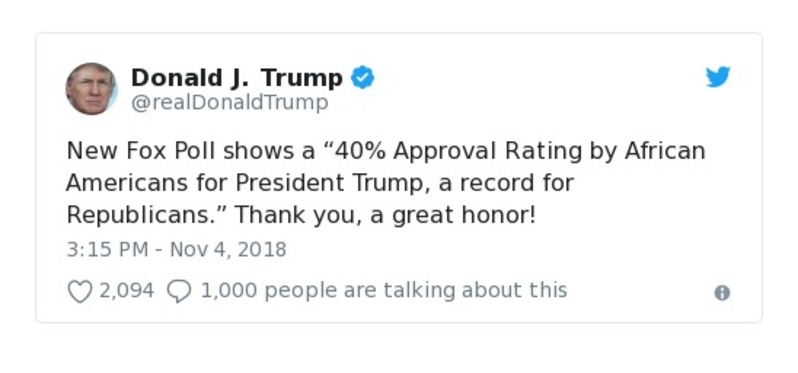 Donald J. Trump
@realDonaldTrump
New Fox Poll shows a “40% Approval Rating by African
Americans for President Trump, a record for
Republicans.” Thank you, a great honor!
3:15 PM - Nov 4, 2018
2,094 1,000 people are talking about this